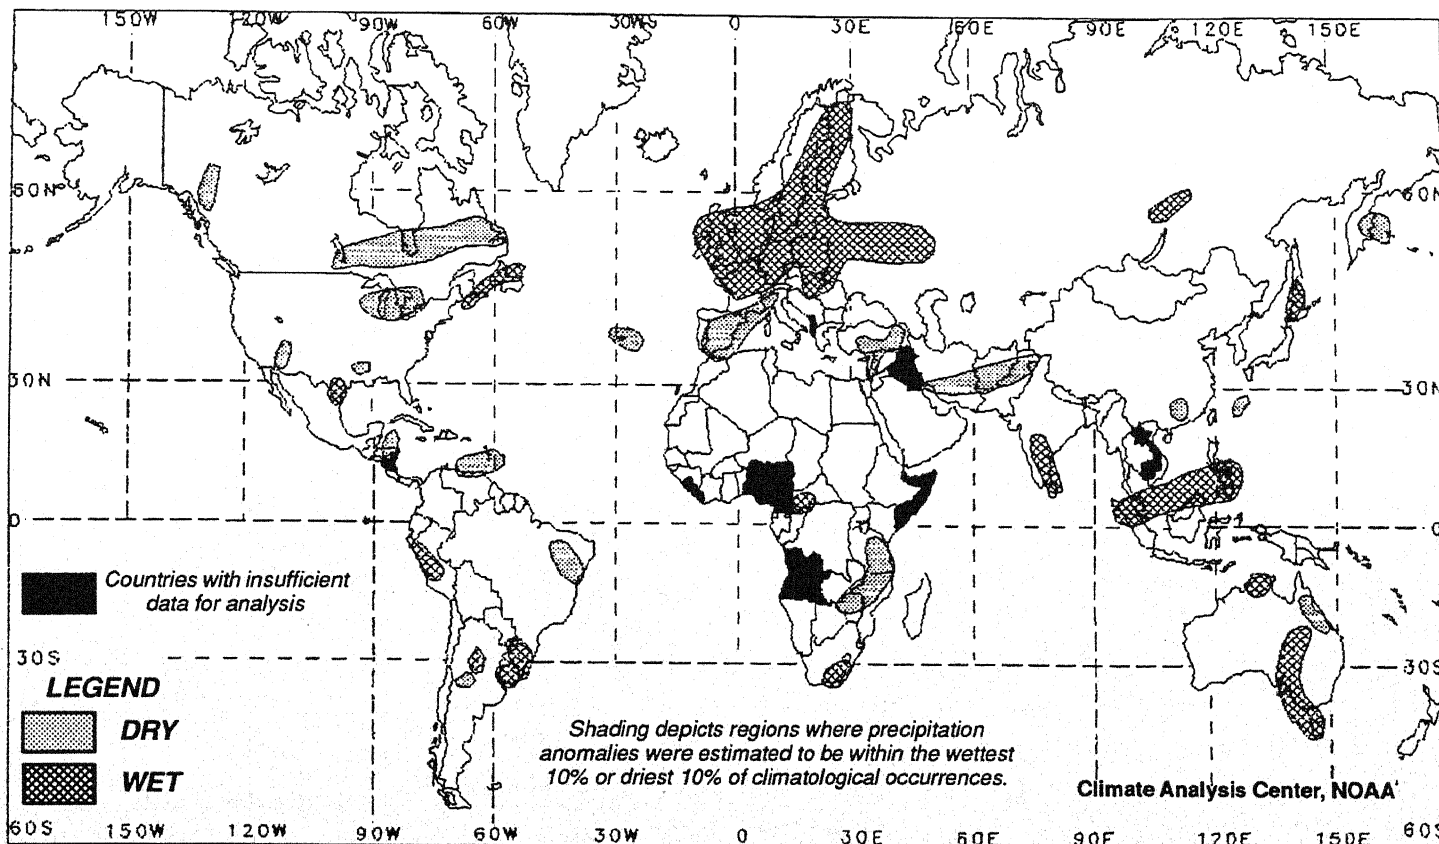 150W 120W 90W 60W 30W 0 30E 60E 90E 120E 150E
60N 60N
30N 30N
0 0
Countries with insufficient
data for analysis
30S 30S
LEGEND
DRY
WET
Shading depicts regions where precipitation
anomalies were estimated to be within the wettest
10% or driest 10% of climatological occurrences.
Climate Analysis Center, NOAA
60S 150W 120W 90W 60W 30W 0 30E 60E 90E 120E 150E 60S